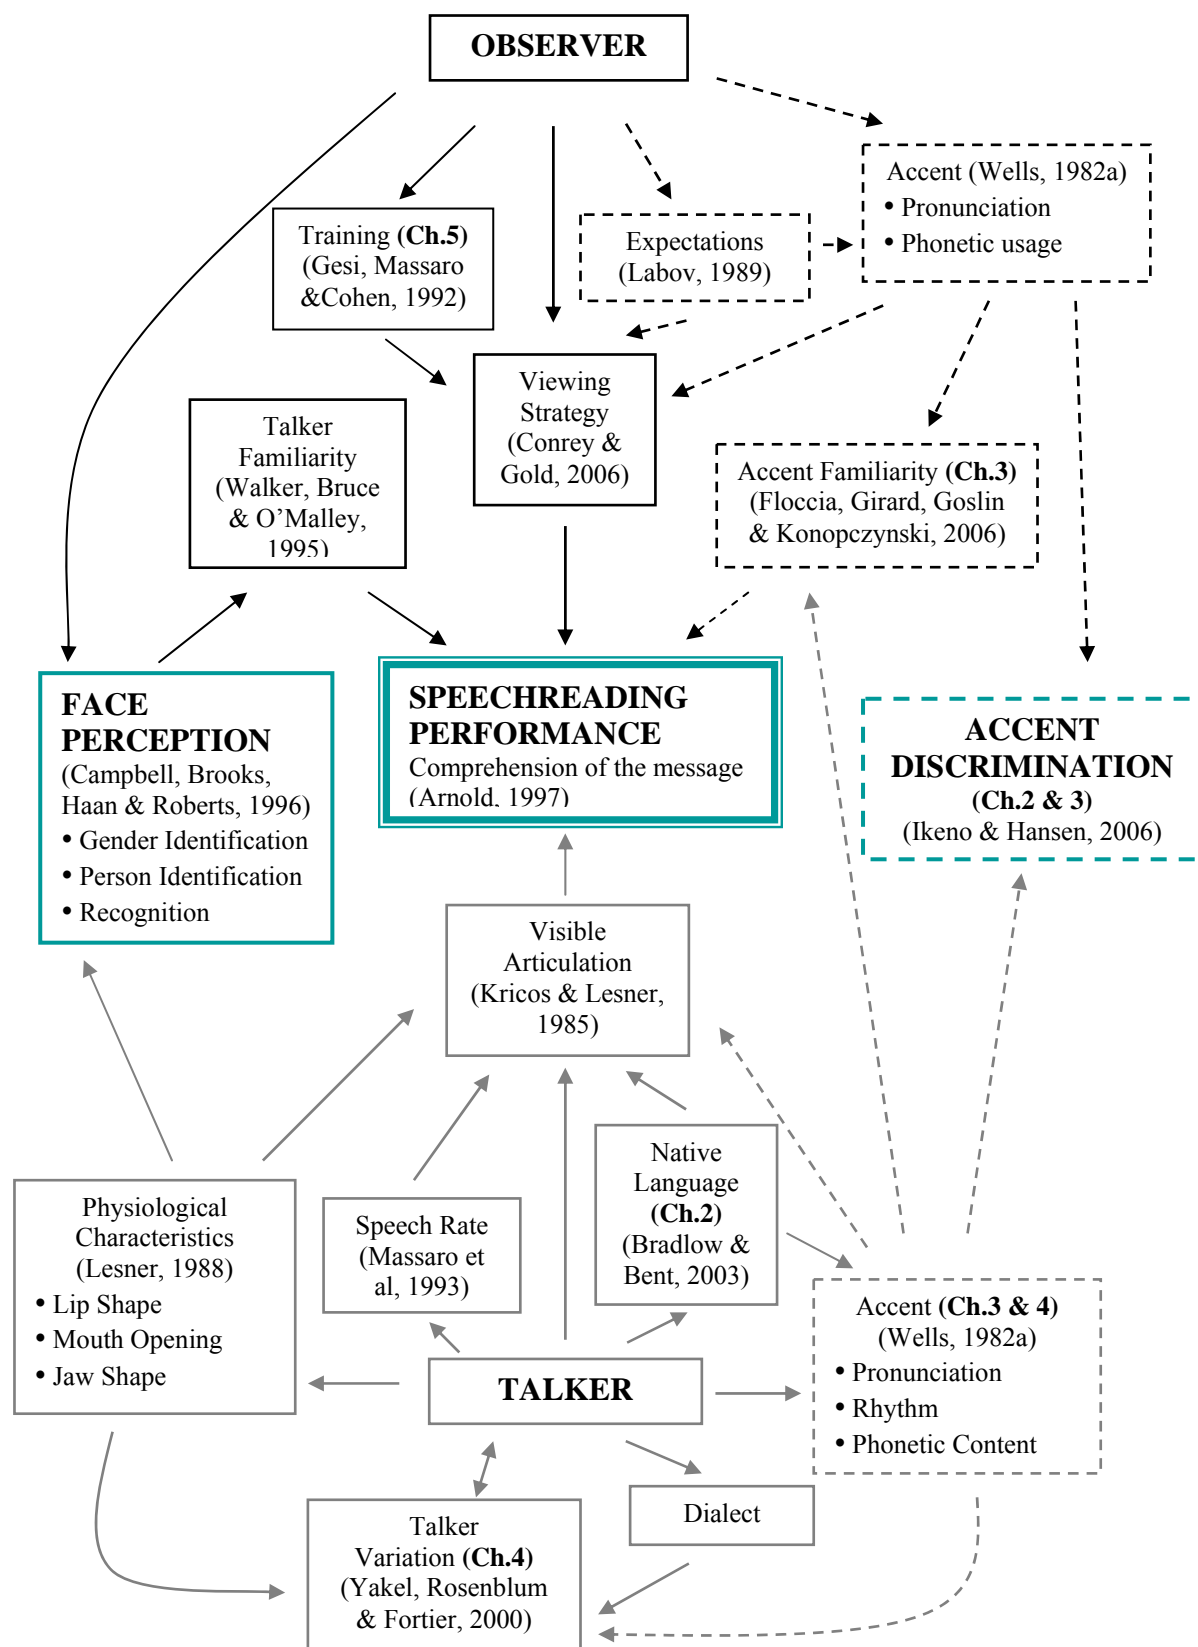 OBSERVER
Accent (Wells, 1982a)
• Pronunciation
• Phonetic usage
Training (Ch.5)
(Gesi, Massaro
&Cohen, 1992)
Expectations
(Labov, 1989)
Viewing
Strategy
(Conrey &
Gold, 2006)
Talker
Familiarity
(Walker, Bruce
& O’Malley,
1995)
Accent Familiarity (Ch.3)
(Floccia, Girard, Goslin
& Konopczynski, 2006)
FACE
PERCEPTION
(Campbell, Brooks,
Haan & Roberts, 1996)
• Gender Identification
• Person Identification
• Recognition
SPEECHREADING
PERFORMANCE
Comprehension of the message
(Arnold, 1997)
ACCENT
DISCRIMINATION
(Ch.2 & 3)
(Ikeno & Hansen, 2006)
Visible
Articulation
(Kricos & Lesner,
1985)
Physiological
Characteristics
(Lesner, 1988)
• Lip Shape
• Mouth Opening
• Jaw Shape
Speech Rate
(Massaro et
al, 1993)
Native
Language
(Ch.2)
(Bradlow &
Bent, 2003)
Accent (Ch.3 & 4)
(Wells, 1982a)
• Pronunciation
• Rhythm
• Phonetic Content
TALKER
Talker
Variation (Ch.4)
(Yakel, Rosenblum
& Fortier, 2000)
Dialect